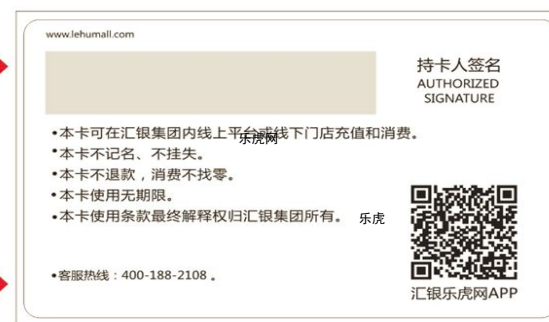 www.lehumall.com
持卡人签名
AUTHORIZED
SIGNATURE
•本卡可在汇银集团内线上平台或线下门店充值和消费。
乐虎网
•本卡不记名、不挂失。
•本卡不退款，消费不找零。
•本卡使用无期限。
•本卡使用条款最终解释权归汇银集团所有。
乐虎
•客服热线：400-188-2108 。
汇银乐虎网APP